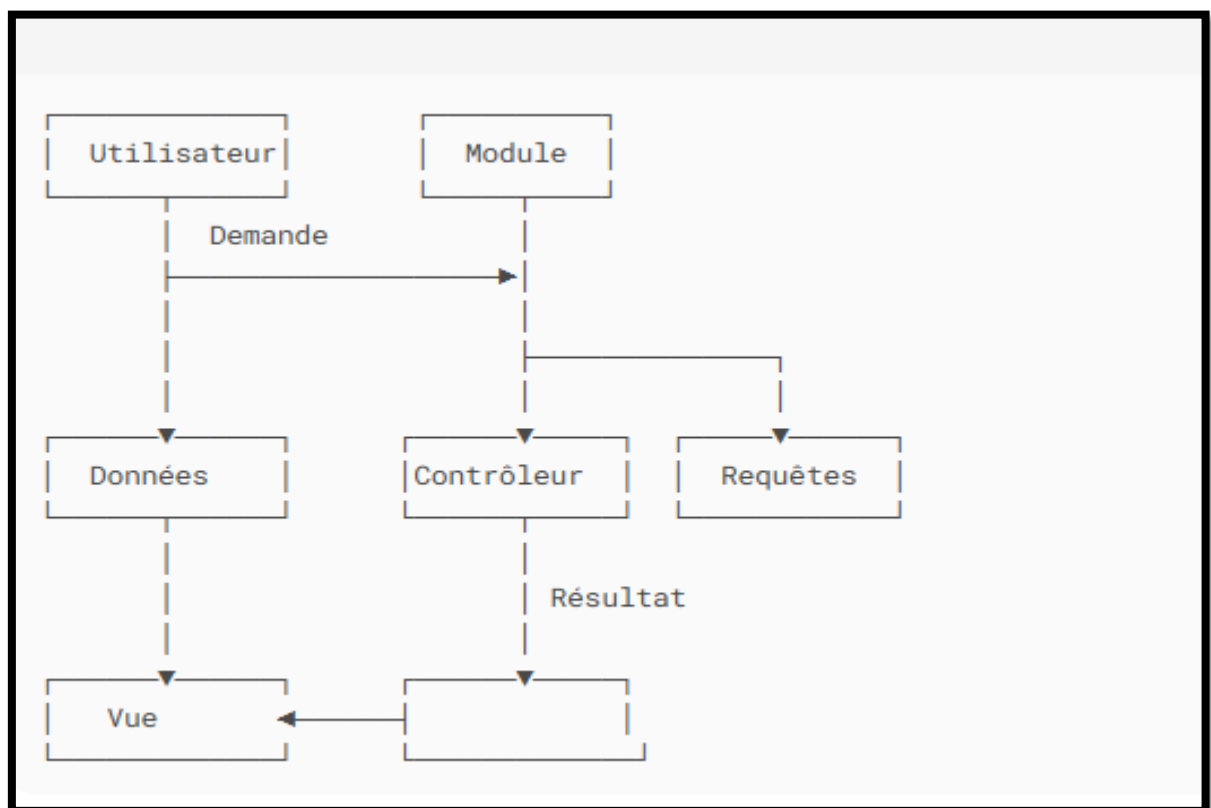 Utilisateur Module
Demande
Données Contrôleur Requêtes
Résultat
Vue